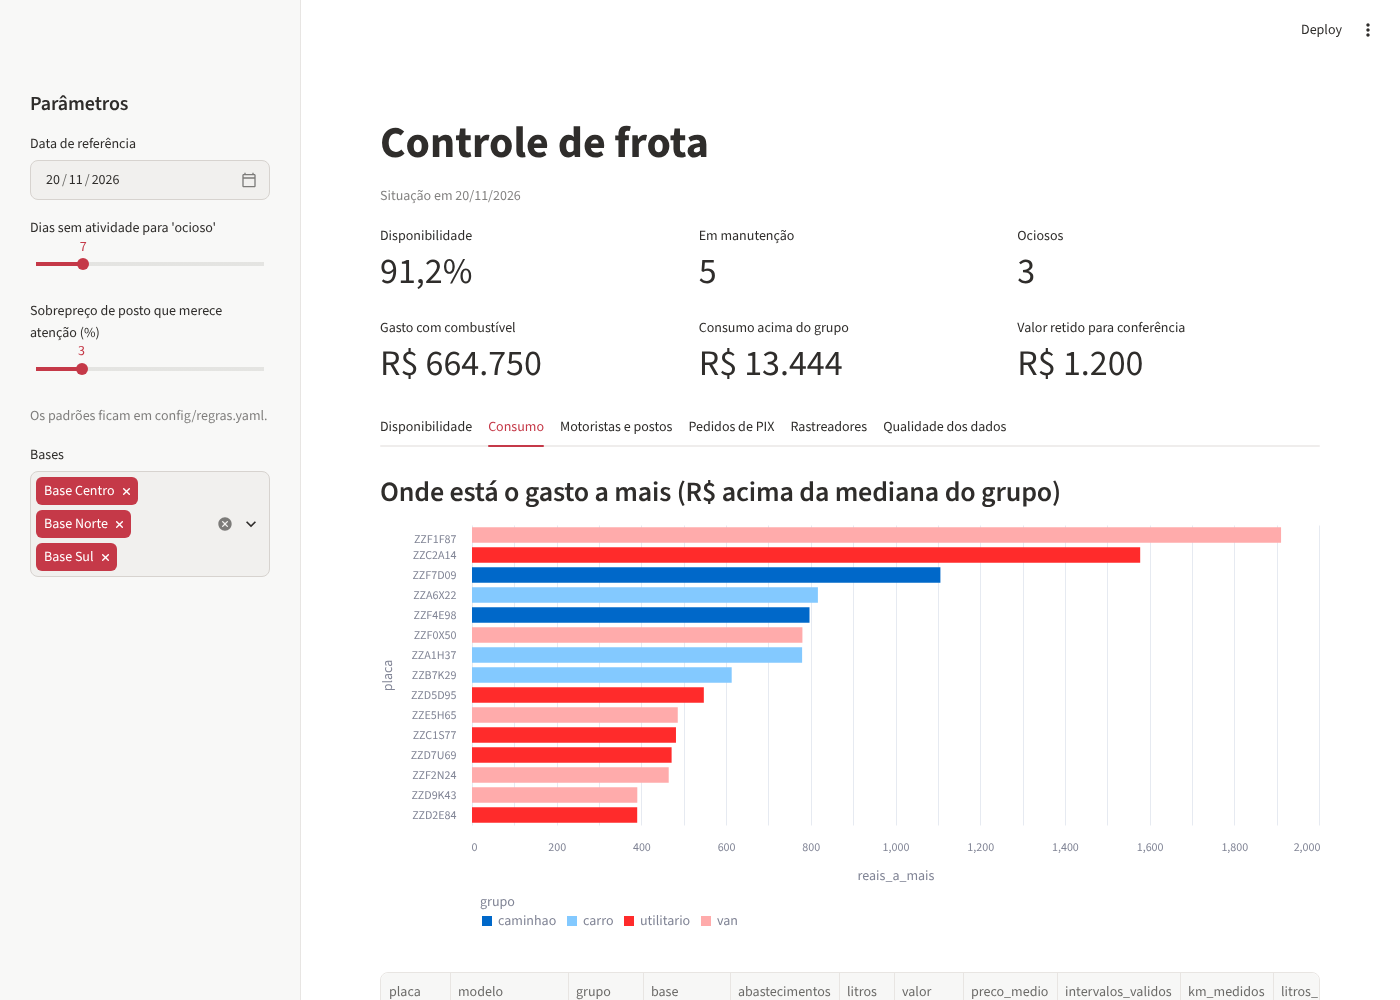 Deploy
Parâmetros
Data de referência
20/11/2026
Dias sem atividade para 'ocioso'
7
Sobrepreço de posto que merece
atenção (%)
3
Os padrões ficam em config/regras.yaml.
Bases
Base Centro
Base Norte
Base Sul
Controle de frota
Situação em 20/11/2026
Disponibilidade Em manutenção Ociosos
91,2% 5 3
Gasto com combustível Consumo acima do grupo Valor retido para conferência
R$ 664.750 R$ 13.444 R$ 1.200
Disponibilidade Consumo Motoristas e postos Pedidos de PIX Rastreadores Qualidade dos dados
Onde está o gasto a mais (R$ acima da mediana do grupo)
placa
ZZF1F87
ZZC2A14
ZZF7D09
ZZA6X22
ZZF4E98
ZZF0X50
ZZA1H37
ZZB7K29
ZZD5D95
ZZE5H65
ZZC1S77
ZZD7U69
ZZF2N24
ZZD9K43
ZZD2E84
0 200 400 600 800 1,000 1,200 1,400 1,600 1,800 2,000
reais_a_mais
grupo
caminhao carro utilitario van
placa modelo grupo base abastecimentos litros valor preco_medio intervalos_validos km_medidos litros_